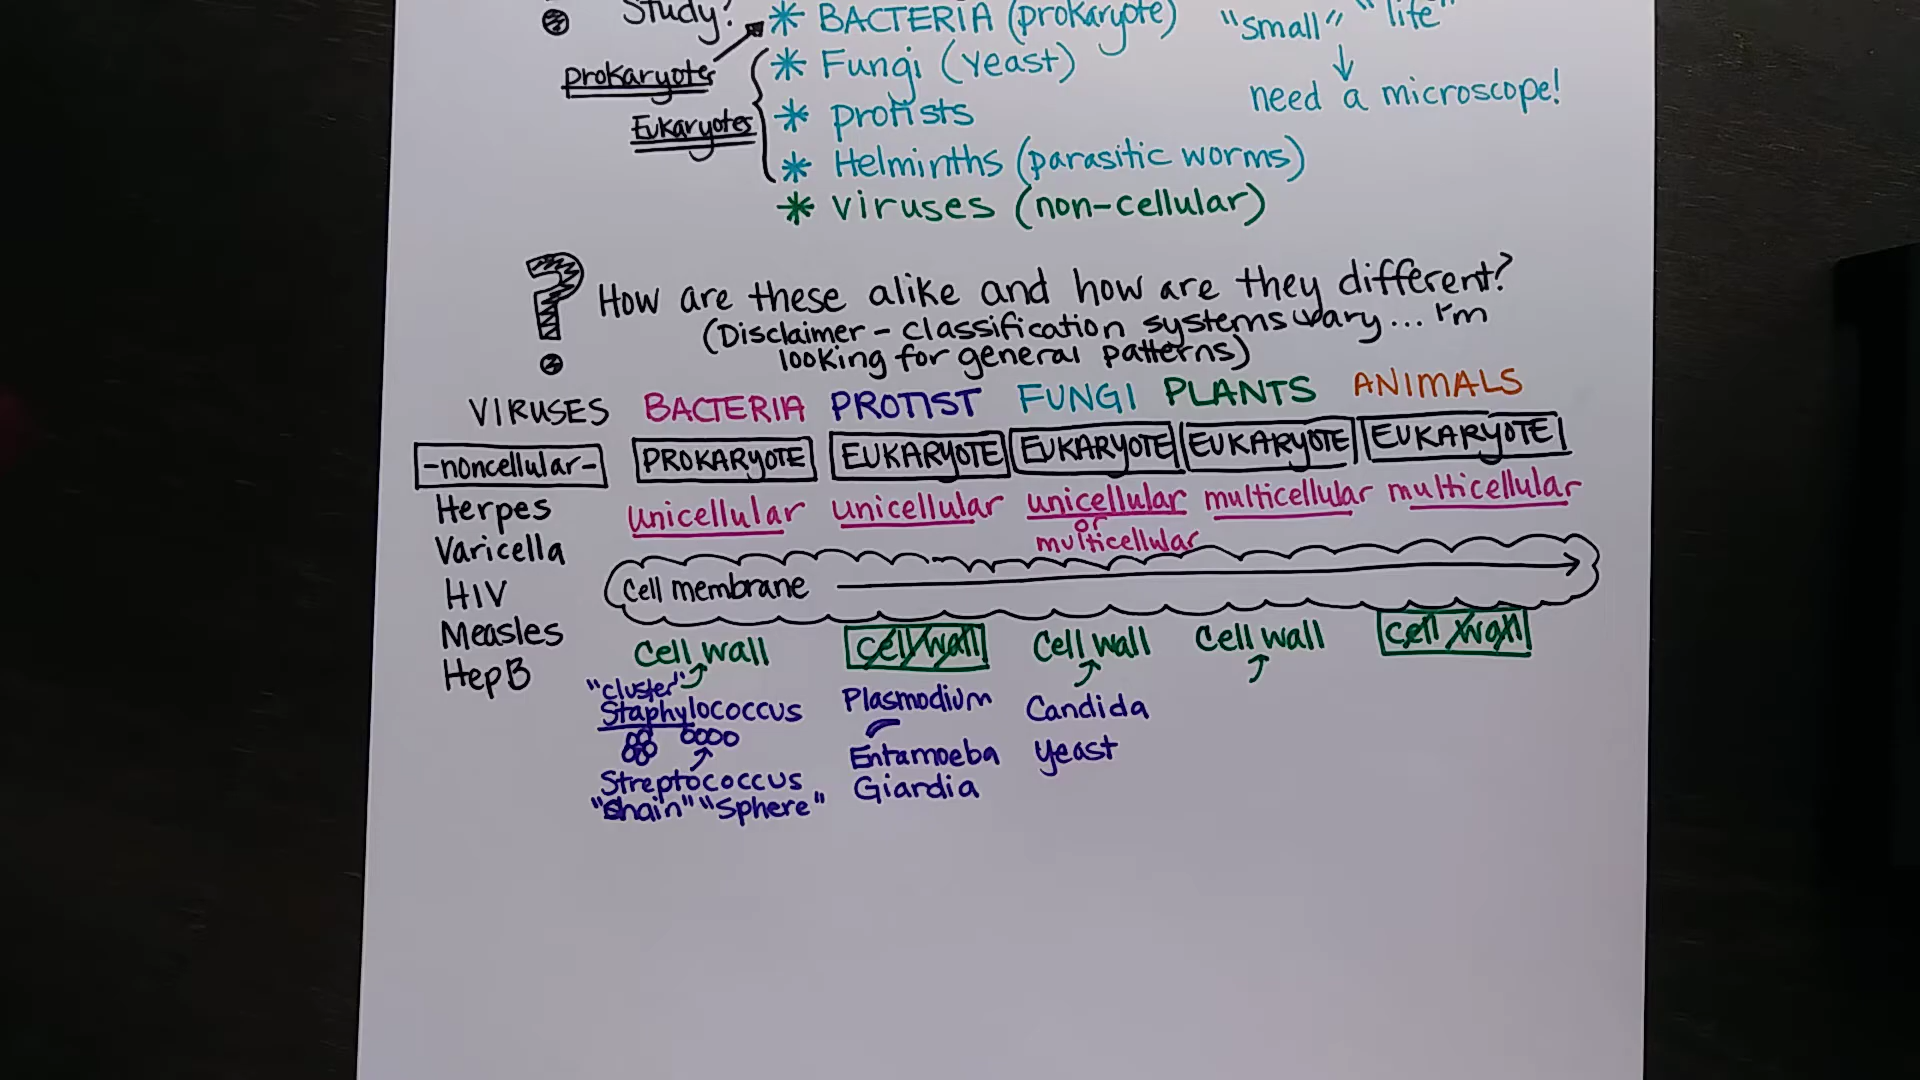 Study?
* BACTERIA (prokaryote) "small" "life"
prokaryotes
* Fungi (Yeast)
need a microscope!
Eukaryotes
* protists
* Helminths (parasitic worms)
* viruses (non-cellular)
? How are these alike and how are they different?
(Disclaimer - classification systems vary... I'm
looking for general patterns)
VIRUSES BACTERIA PROTIST FUNGI PLANTS ANIMALS
-noncellular- PROKARYOTE EUKARYOTE EUKARYOTE EUKARYOTE EUKARYOTE
Herpes unicellular unicellular unicellular multicellular multicellular
or
multicellular
Varicella
HIV Cell membrane
Measles Cell wall cell wall Cell wall Cell wall cell wall
Hep B
"cluster"
Staphylococcus Plasmodium Candida
Entamoeba yeast
Streptococcus Giardia
"chain" "Sphere"